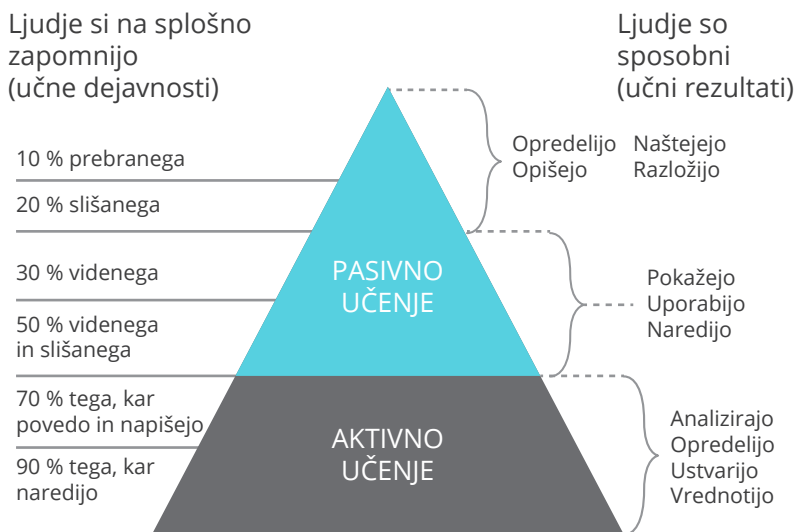 Ljudje si na splošno
zapomnijo
(učne dejavnosti)
Ljudje so
sposobni
(učni rezultati)
10 % prebranega
20 % slišanega
30 % videnega
50 % videnega
in slišanega
70 % tega, kar
povedo in napišejo
90 % tega, kar
naredijo
PASIVNO
UČENJE
AKTIVNO
UČENJE
Opredelijo Naštejejo
Opišejo Razložijo
Pokažejo
Uporabijo
Naredijo
Analizirajo
Opredelijo
Ustvarijo
Vrednotijo